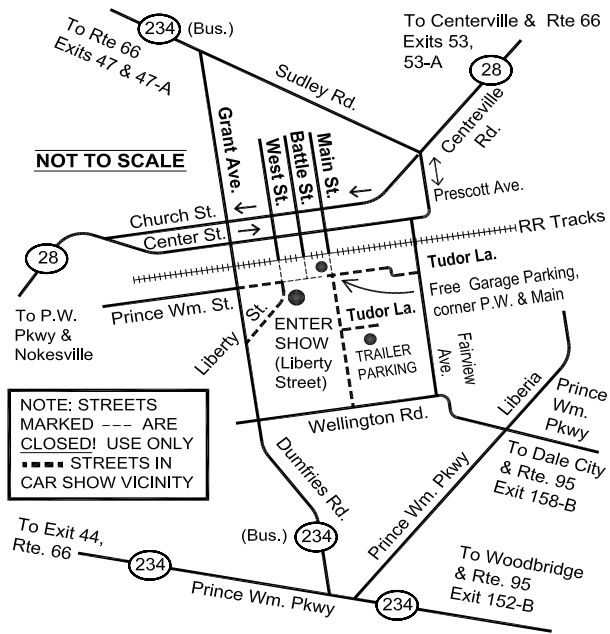 To Rte 66
Exits 47 & 47-A
234
(Bus.)
Sudley Rd.
To Centerville & Rte 66
Exits 53,
53-A
28
Centreville
Rd.
Prescott Ave.
NOT TO SCALE
Grant Ave.
West St.
Battle St.
Main St.
Church St.
Center St.
28
RR Tracks
Tudor La.
Free Garage Parking,
corner P.W. & Main
Prince Wm. St.
To P.W.
Pkwy &
Nokesville
Liberty St.
ENTER
SHOW
(Liberty
Street)
Tudor La.
TRAILER
PARKING
Fairview
Ave.
Liberia
Prince
Wm.
Pkwy
Wellington Rd.
NOTE: STREETS
MARKED --- ARE
CLOSED! USE ONLY
---- STREETS IN
CAR SHOW VICINITY
Dumfries Rd.
(Bus.)
234
Prince Wm. Pkwy
To Dale City
& Rte. 95
Exit 158-B
To Exit 44,
Rte. 66
234
Prince Wm. Pkwy
234
To Woodbridge
& Rte. 95
Exit 152-B